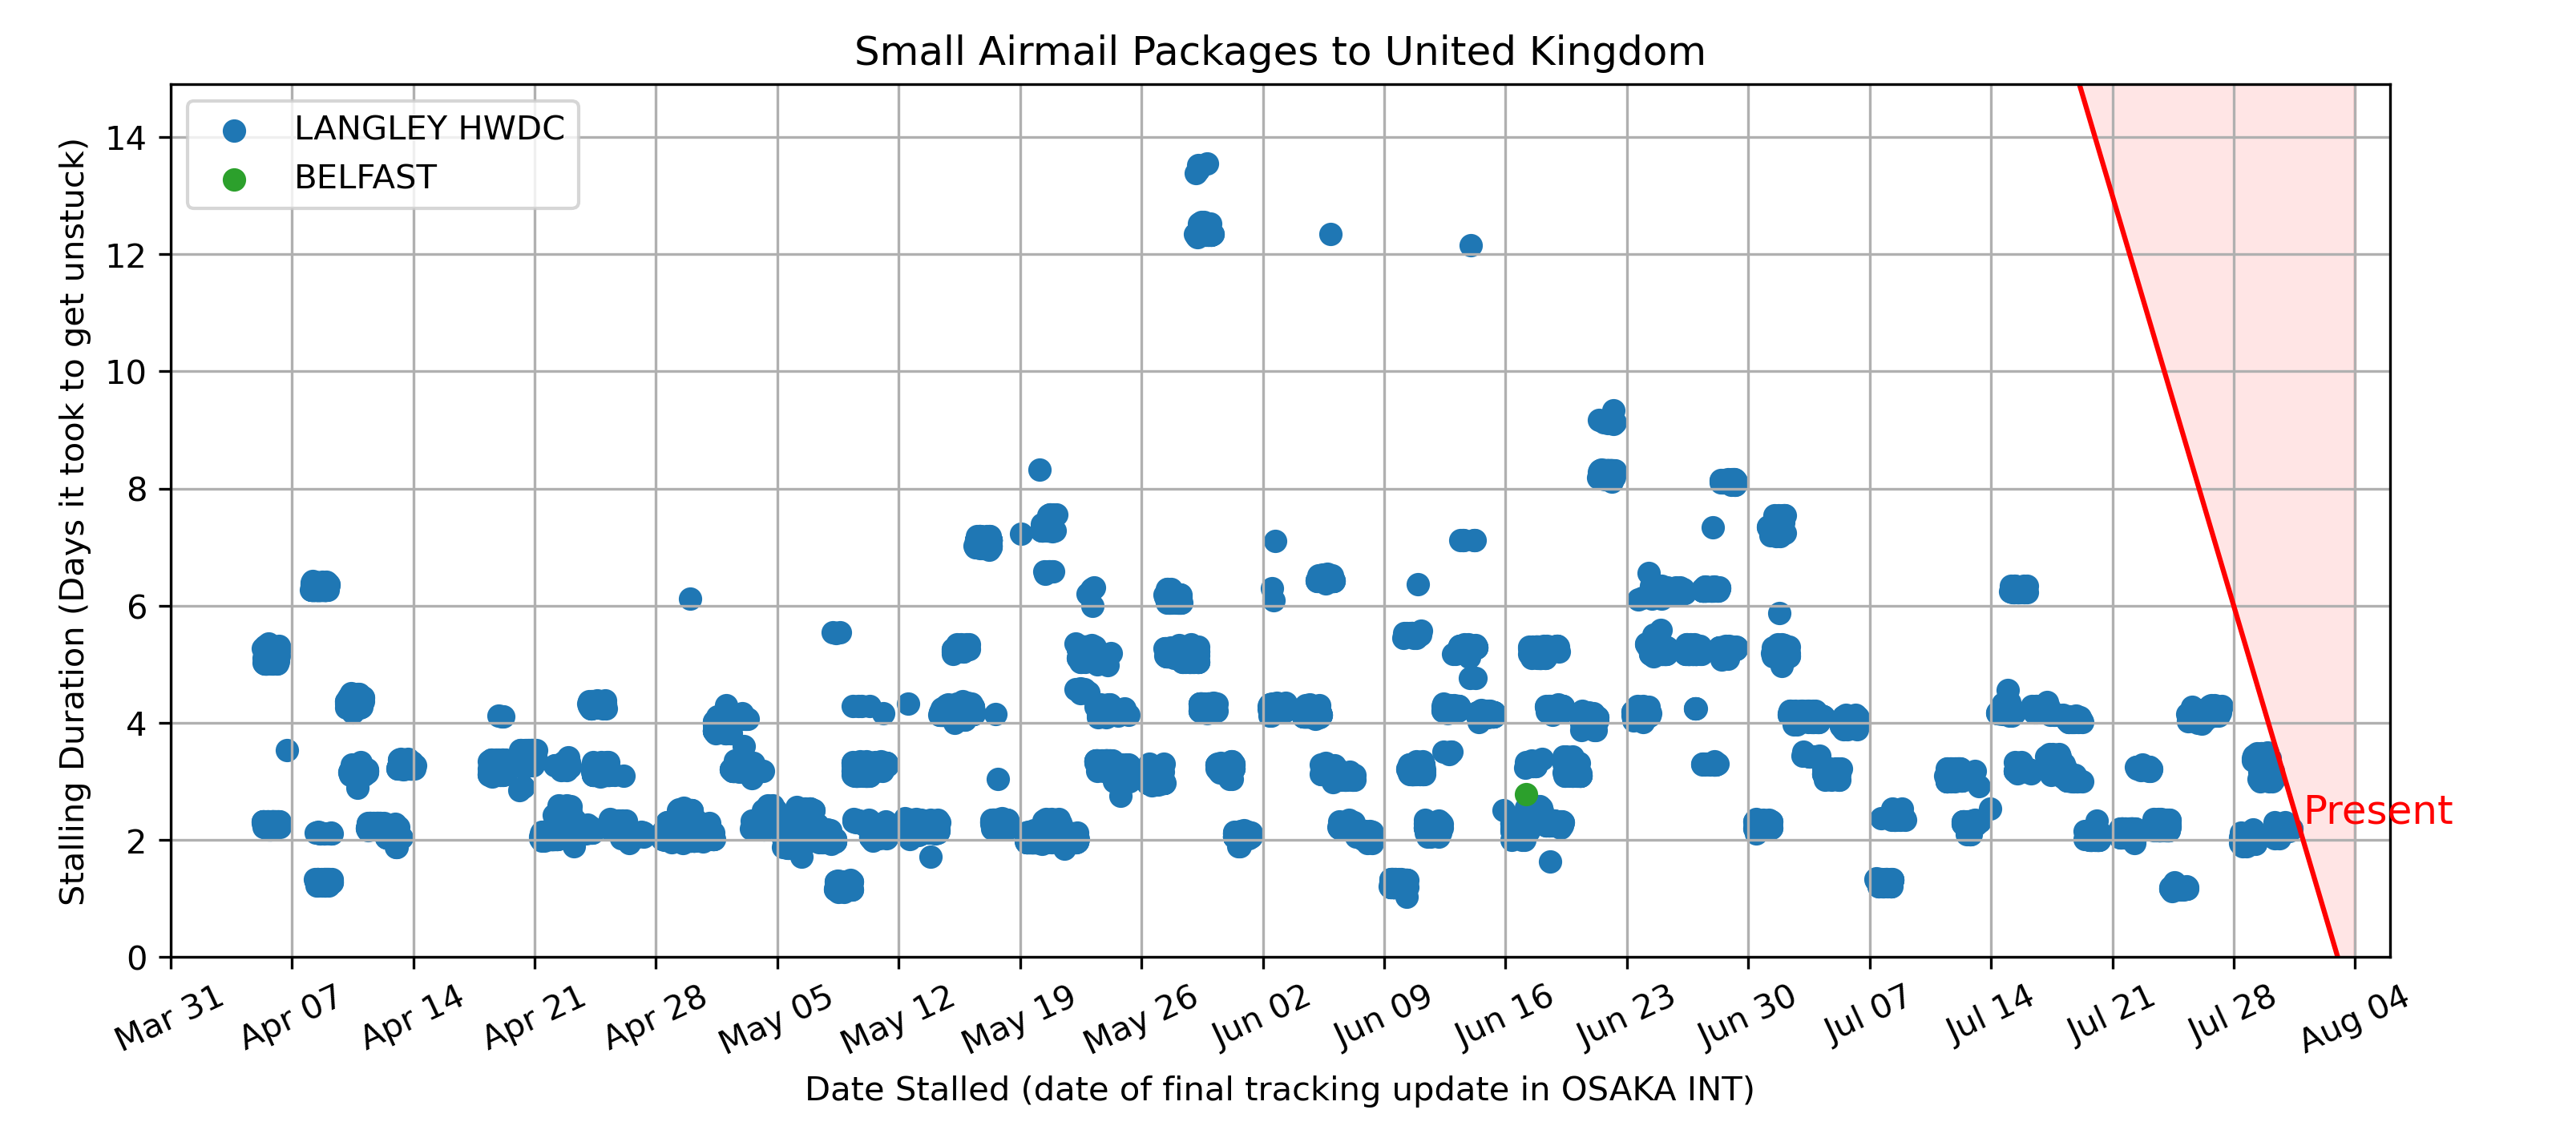 Small Airmail Packages to United Kingdom
LANGLEY HWDC
BELFAST
Stalling Duration (Days it took to get unstuck)
14
12
10
8
6
4
2
0
Present
Mar 31 Apr 07 Apr 14 Apr 21 Apr 28 May 05 May 12 May 19 May 26 Jun 02 Jun 09 Jun 16 Jun 23 Jun 30 Jul 07 Jul 14 Jul 21 Jul 28 Aug 04
Date Stalled (date of final tracking update in OSAKA INT)